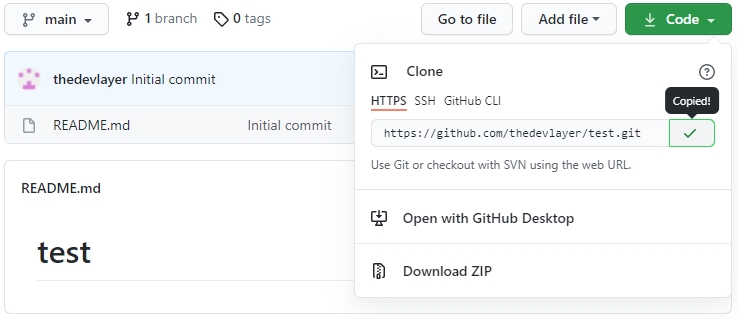 main 1 branch 0 tags Go to file Add file Code
thedevlayer Initial commit
README.md Initial commit
README.md
test
Clone
HTTPS SSH GitHub CLI
Copied!
https://github.com/thedevlayer/test.git
Use Git or checkout with SVN using the web URL.
Open with GitHub Desktop
Download ZIP